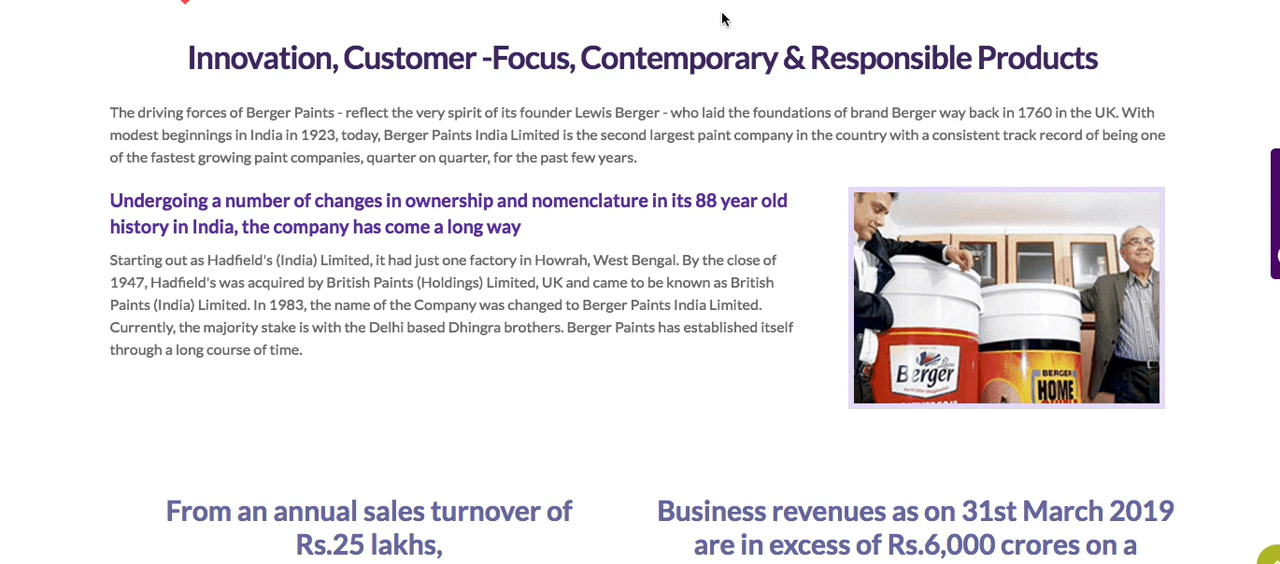 Innovation, Customer -Focus, Contemporary & Responsible Products
The driving forces of Berger Paints - reflect the very spirit of its founder Lewis Berger - who laid the foundations of brand Berger way back in 1760 in the UK. With
modest beginnings in India in 1923, today, Berger Paints India Limited is the second largest paint company in the country with a consistent track record of being one
of the fastest growing paint companies, quarter on quarter, for the past few years.
Undergoing a number of changes in ownership and nomenclature in its 88 year old
history in India, the company has come a long way
Starting out as Hadfield's (India) Limited, it had just one factory in Howrah, West Bengal. By the close of
1947, Hadfield's was acquired by British Paints (Holdings) Limited, UK and came to be known as British
Paints (India) Limited. In 1983, the name of the Company was changed to Berger Paints India Limited.
Currently, the majority stake is with the Delhi based Dhingra brothers. Berger Paints has established itself
through a long course of time.
Berger
BERGER
HOME
From an annual sales turnover of
Rs.25 lakhs,
Business revenues as on 31st March 2019
are in excess of Rs.6,000 crores on a